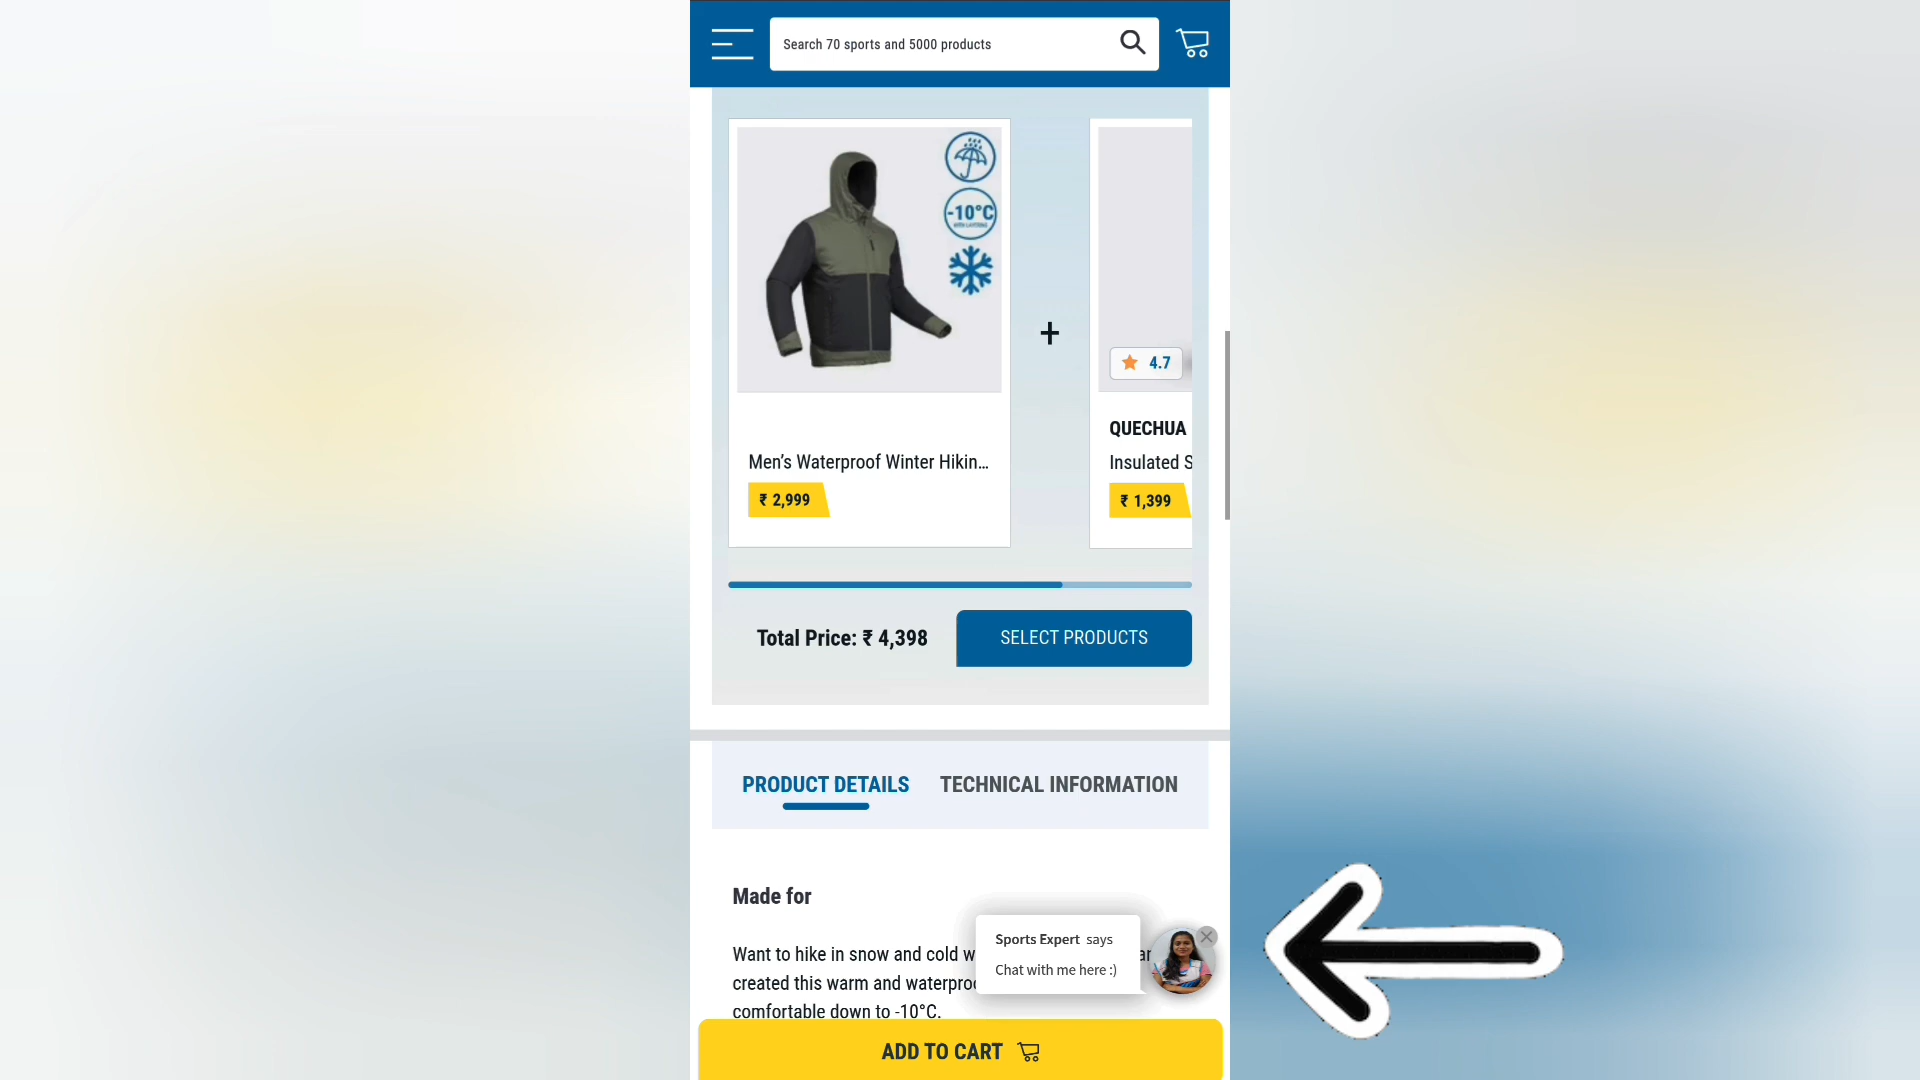 Search 70 sports and 5000 products
-10°C
4.7
QUECHUA
Men's Waterproof Winter Hikin...
Insulated S
₹ 2,999
₹ 1,399
+
Total Price: ₹ 4,398
SELECT PRODUCTS
PRODUCT DETAILS
TECHNICAL INFORMATION
Made for
Want to hike in snow and cold w
created this warm and waterproo
comfortable down to -10°C.
Sports Expert says
Chat with me here :)
ADD TO CART